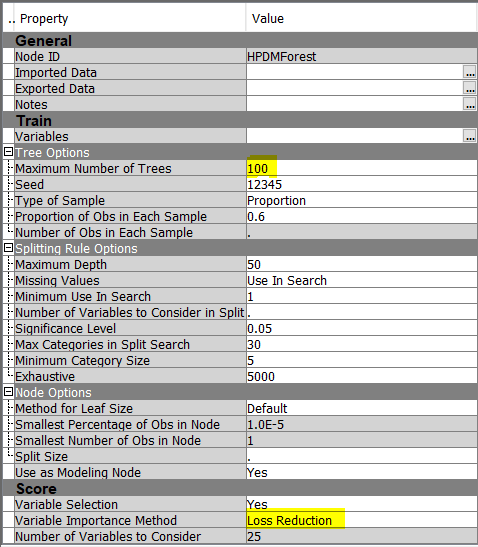 .. Property Value
General
Node ID HPDMForest
Imported Data ...
Exported Data ...
Notes ...
Train
Variables ...
Tree Options
Maximum Number of Trees 100
Seed 12345
Type of Sample Proportion
Proportion of Obs in Each Sample 0.6
Number of Obs in Each Sample .
Splitting Rule Options
Maximum Depth 50
Missing Values Use In Search
Minimum Use In Search 1
Number of Variables to Consider in Split .
Significance Level 0.05
Max Categories in Split Search 30
Minimum Category Size 5
Exhaustive 5000
Node Options
Method for Leaf Size Default
Smallest Percentage of Obs in Node 1.0E-5
Smallest Number of Obs in Node 1
Split Size .
Use as Modeling Node Yes
Score
Variable Selection Yes
Variable Importance Method Loss Reduction
Number of Variables to Consider 25